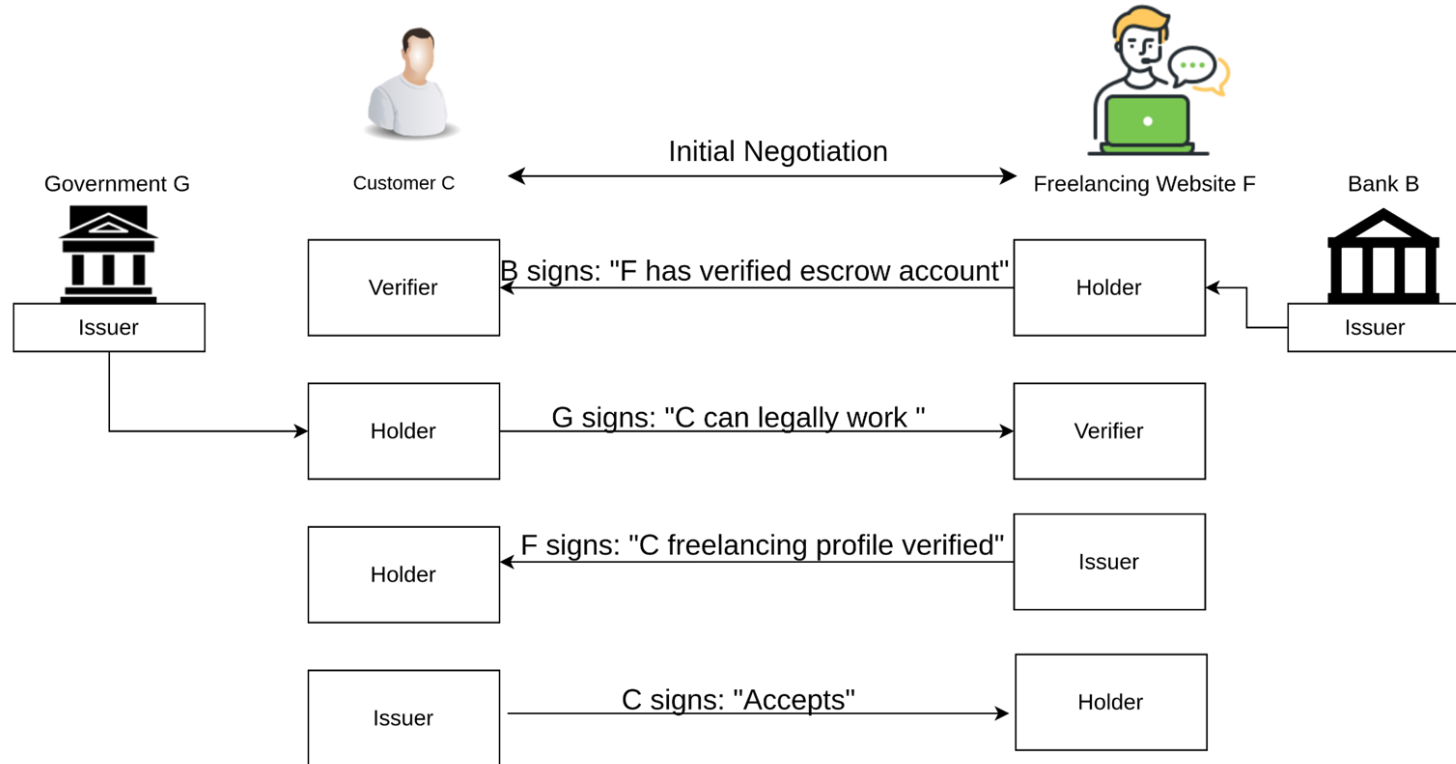 Initial Negotiation
Government G
Customer C
Freelancing Website F
Bank B
Verifier
B signs: "F has verified escrow account"
Holder
Issuer
Issuer
Holder
G signs: "C can legally work "
Verifier
Holder
F signs: "C freelancing profile verified"
Issuer
Issuer
C signs: "Accepts"
Holder